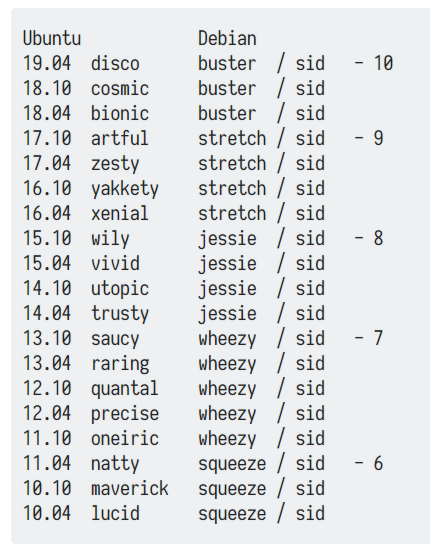 Ubuntu Debian
19.04 disco buster / sid - 10
18.10 cosmic buster / sid
18.04 bionic buster / sid
17.10 artful stretch / sid - 9
17.04 zesty stretch / sid
16.10 yakkety stretch / sid
16.04 xenial stretch / sid
15.10 wily jessie / sid - 8
15.04 vivid jessie / sid
14.10 utopic jessie / sid
14.04 trusty jessie / sid
13.10 saucy wheezy / sid - 7
13.04 raring wheezy / sid
12.10 quantal wheezy / sid
12.04 precise wheezy / sid
11.10 oneiric wheezy / sid
11.04 natty squeeze / sid - 6
10.10 maverick squeeze / sid
10.04 lucid squeeze / sid